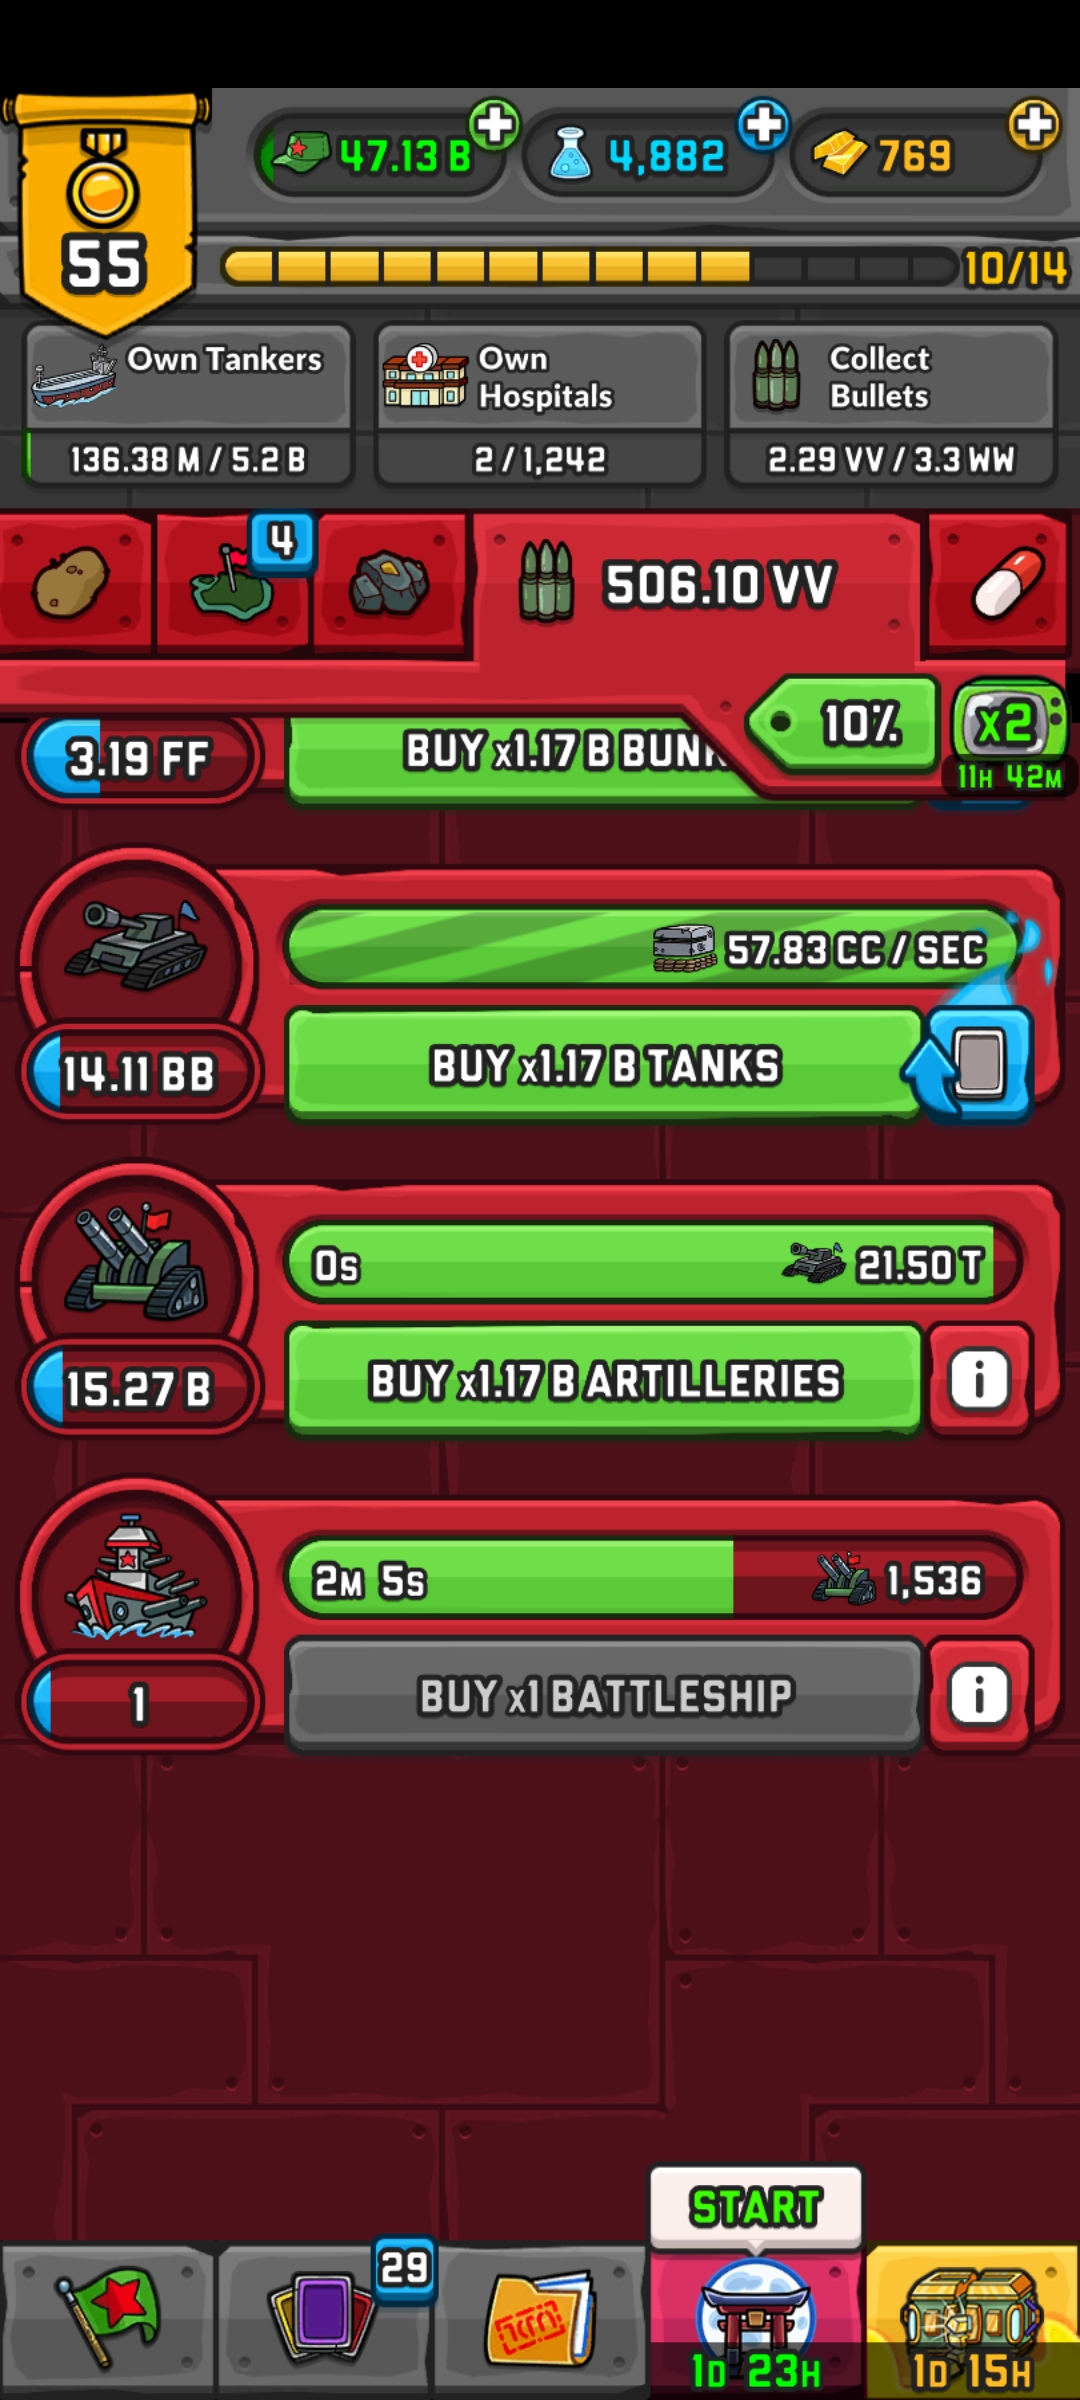 47.13 B
4,882
769
55
10/14
Own Tankers
136.38 M / 5.2 B
Own
Hospitals
2 / 1,242
Collect
Bullets
2.29 VV / 3.3 WW
4
506.10 VV
10%
x2
11H 42M
3.19 FF
BUY x1.17 B BUN
57.83 CC / SEC
14.11 BB
BUY x1.17 B TANKS
0S
21.50 T
15.27 B
BUY x1.17 B ARTILLERIES
i
2M 5S
1,536
1
BUY x1 BATTLESHIP
i
START
29
1D 23H
1D 15H